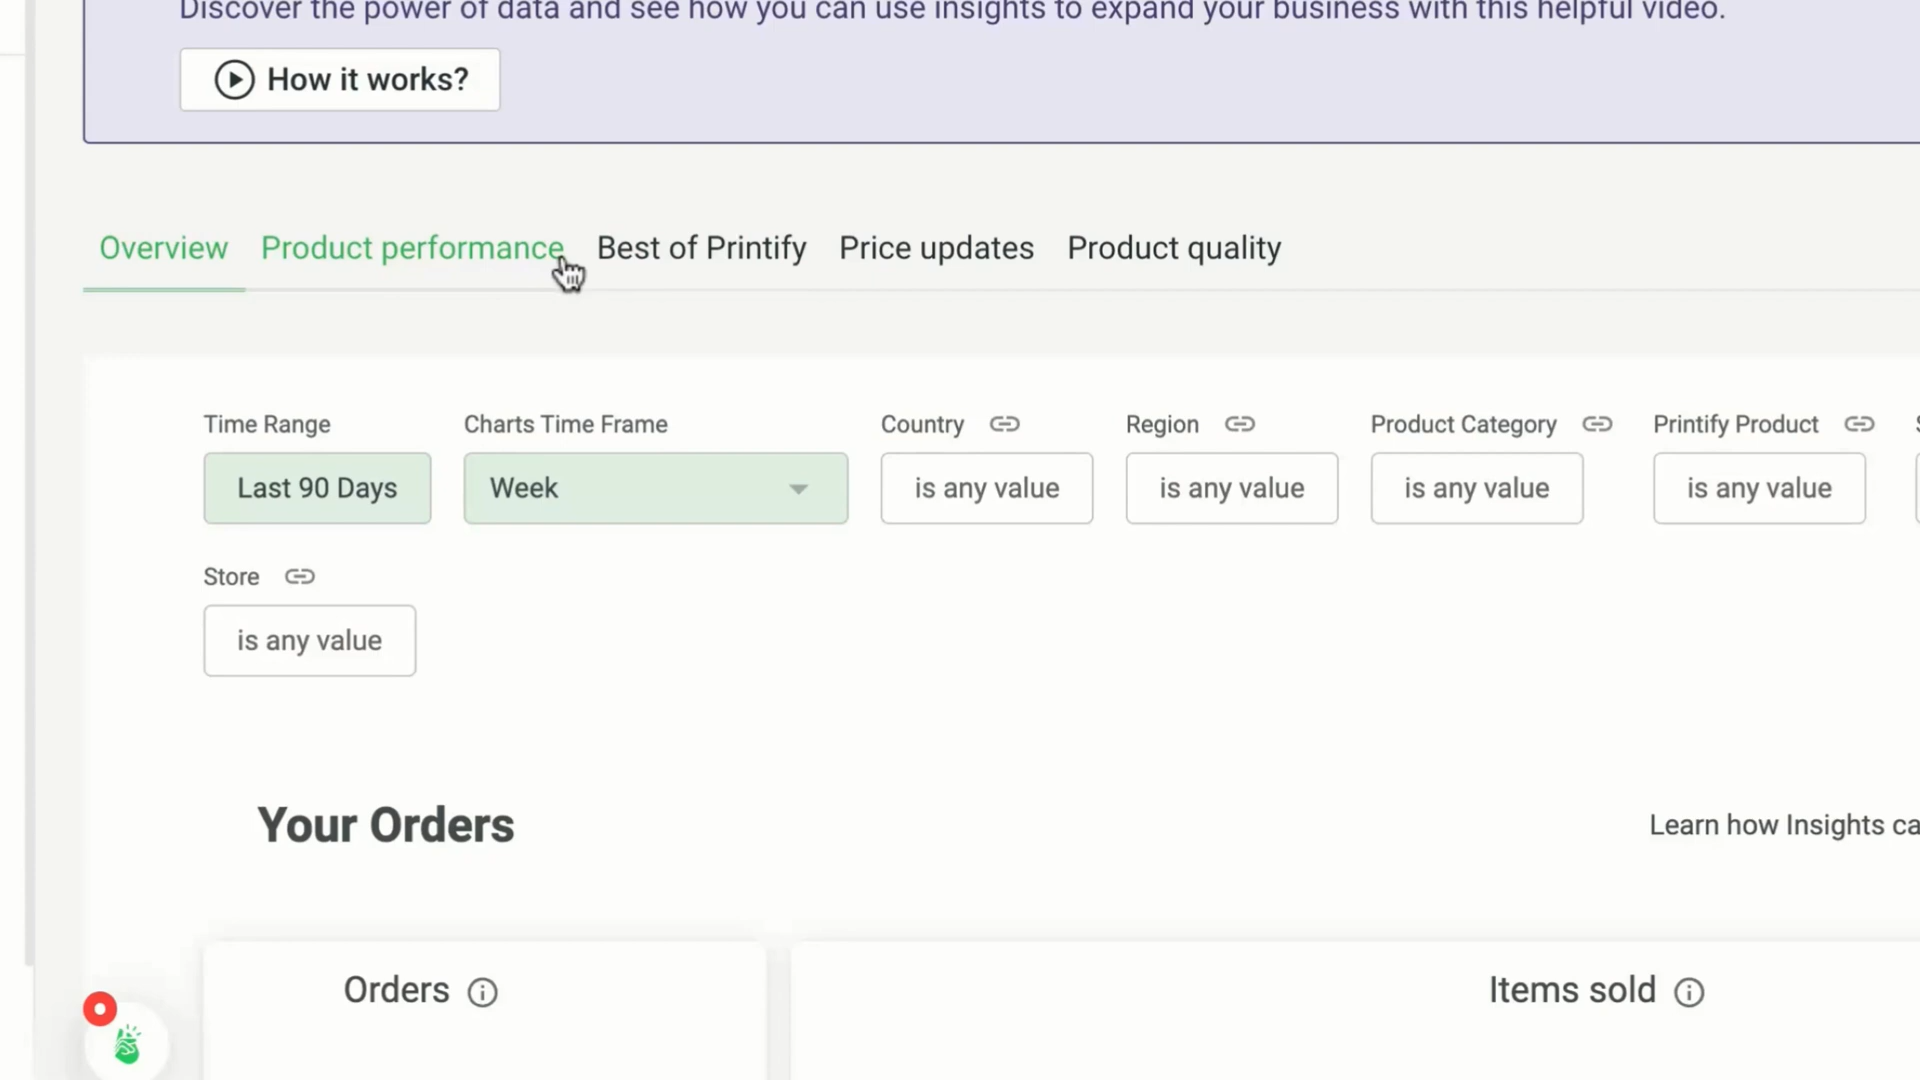 Discover the power of data and see how you can use insights to expand your business with this helpful video.
How it works?
Overview Product performance Best of Printify Price updates Product quality
Time Range Charts Time Frame Country Region Product Category Printify Product
Last 90 Days Week is any value is any value is any value is any value
Store
is any value
Your Orders Learn how Insights ca
Orders Items sold